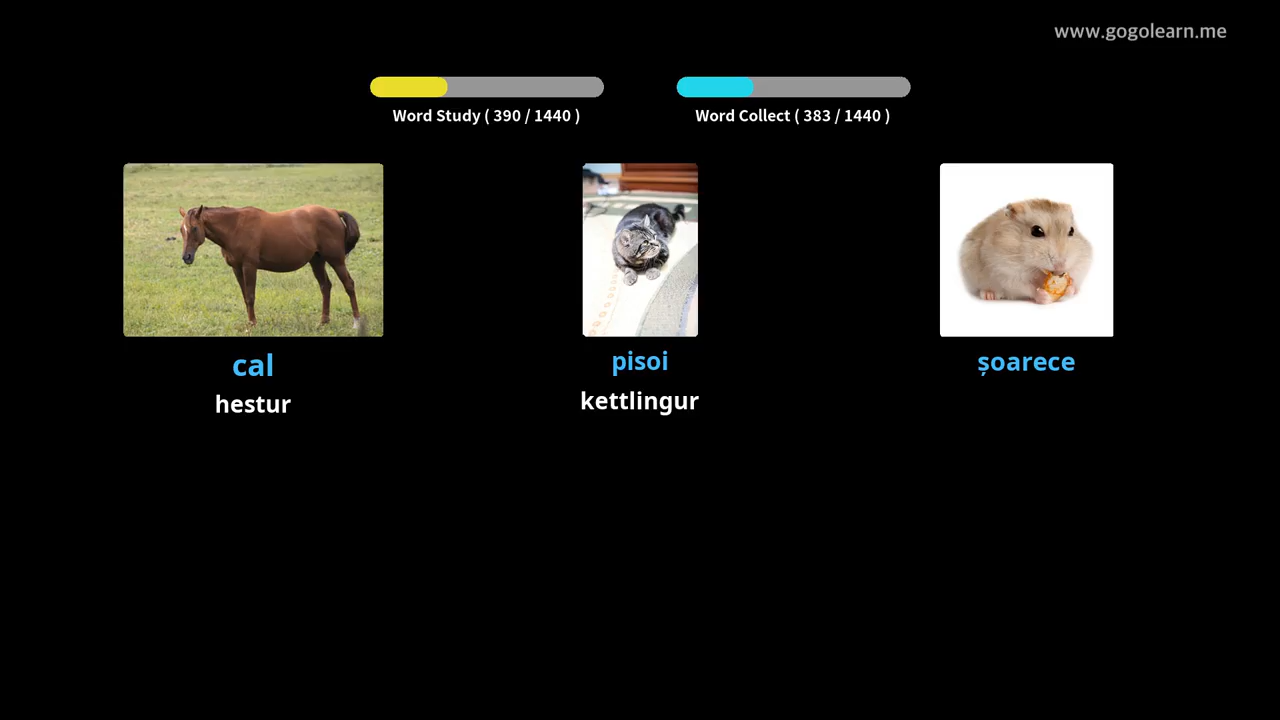 www.gogolearn.me
Word Study ( 390 / 1440 )
Word Collect ( 383 / 1440 )
cal
pisoi
șoarece
hestur
kettlingur